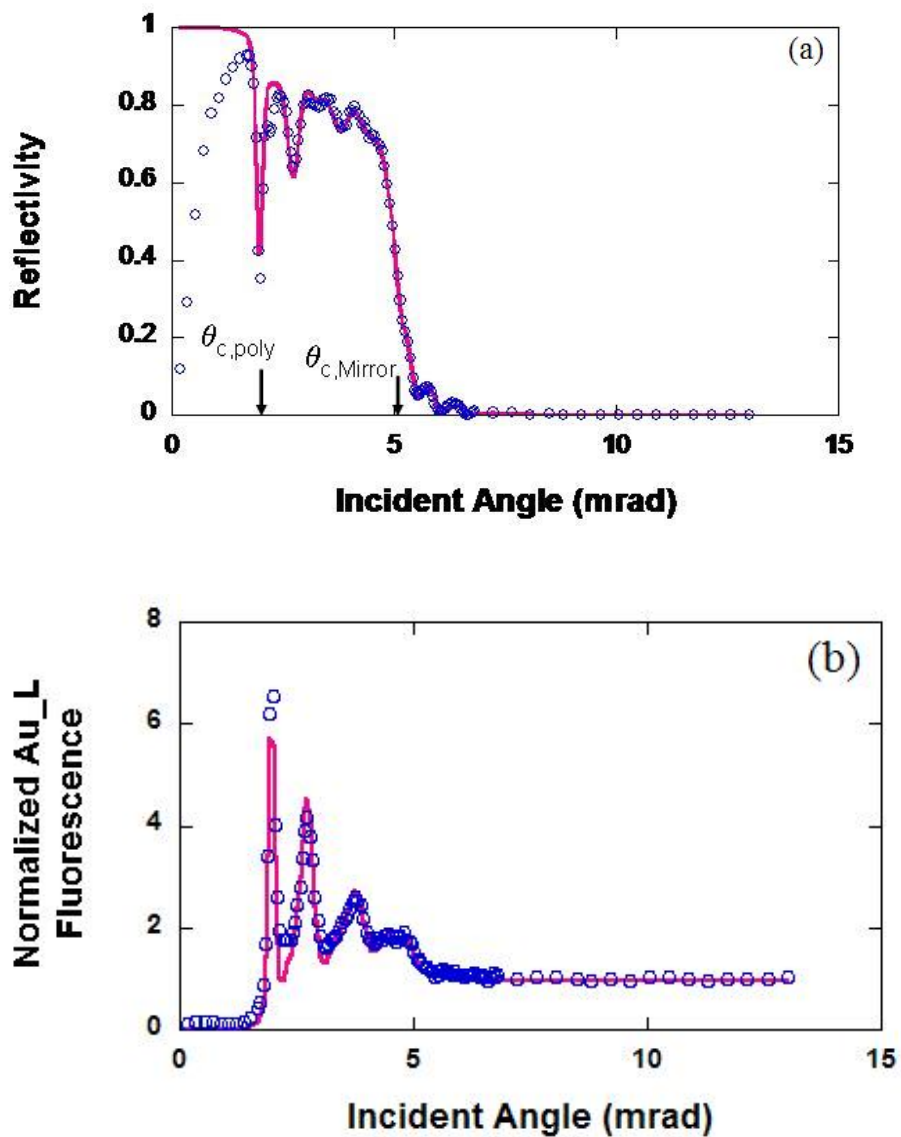 (a)
1
0.8
0.6
0.4
0.2
0
Reflectivity
θc,poly
θc,Mirror
0 5 10 15
Incident Angle (mrad)
(b)
8
6
4
2
0
Normalized Au_L
Fluorescence
0 5 10 15
Incident Angle (mrad)